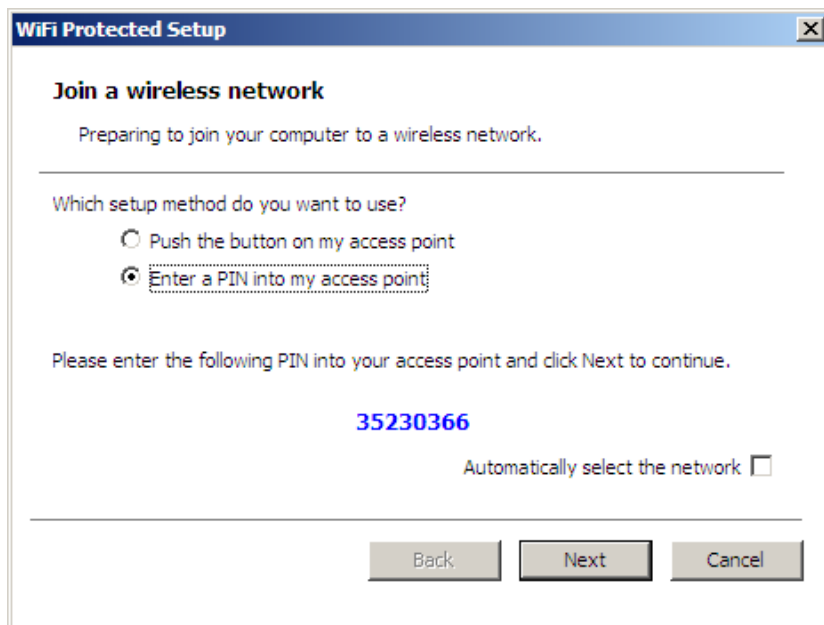 WiFi Protected Setup
Join a wireless network
Preparing to join your computer to a wireless network.
Which setup method do you want to use?
Push the button on my access point
Enter a PIN into my access point
Please enter the following PIN into your access point and click Next to continue.
35230366
Automatically select the network
Back Next Cancel